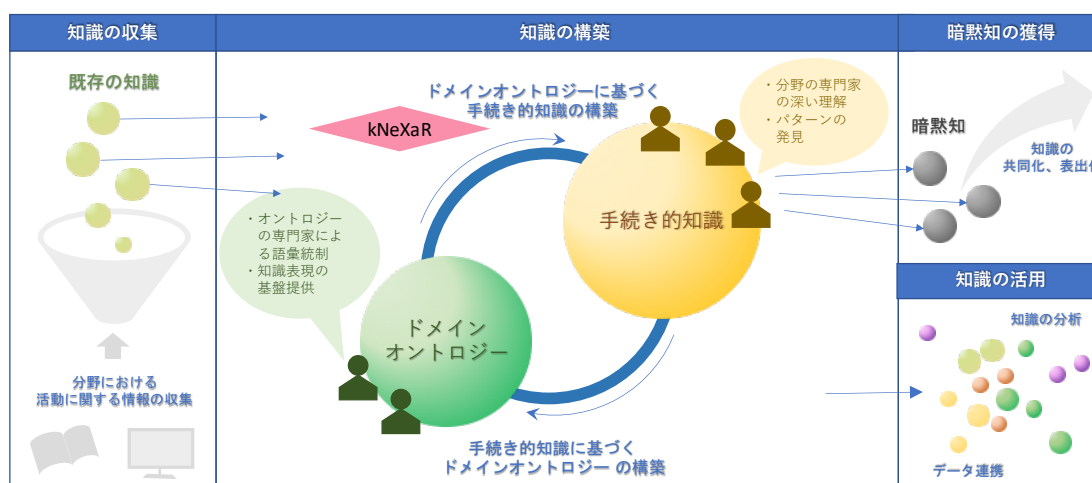 知識の収集
既存の知識
分野における
活動に関する情報の収集
知識の構築
kNeXaR
ドメインオントロジーに基づく
手続き的知識の構築
・分野の専門家
の深い理解
・パターンの
発見
・オントロジー
の専門家によ
る語彙統制
・知識表現の
基盤提供
手続き的知識
ドメイン
オントロジー
手続き的知識に基づく
ドメインオントロジー の構築
暗黙知の獲得
暗黙知
知識の
共同化、表出化
知識の活用
知識の分析
データ連携